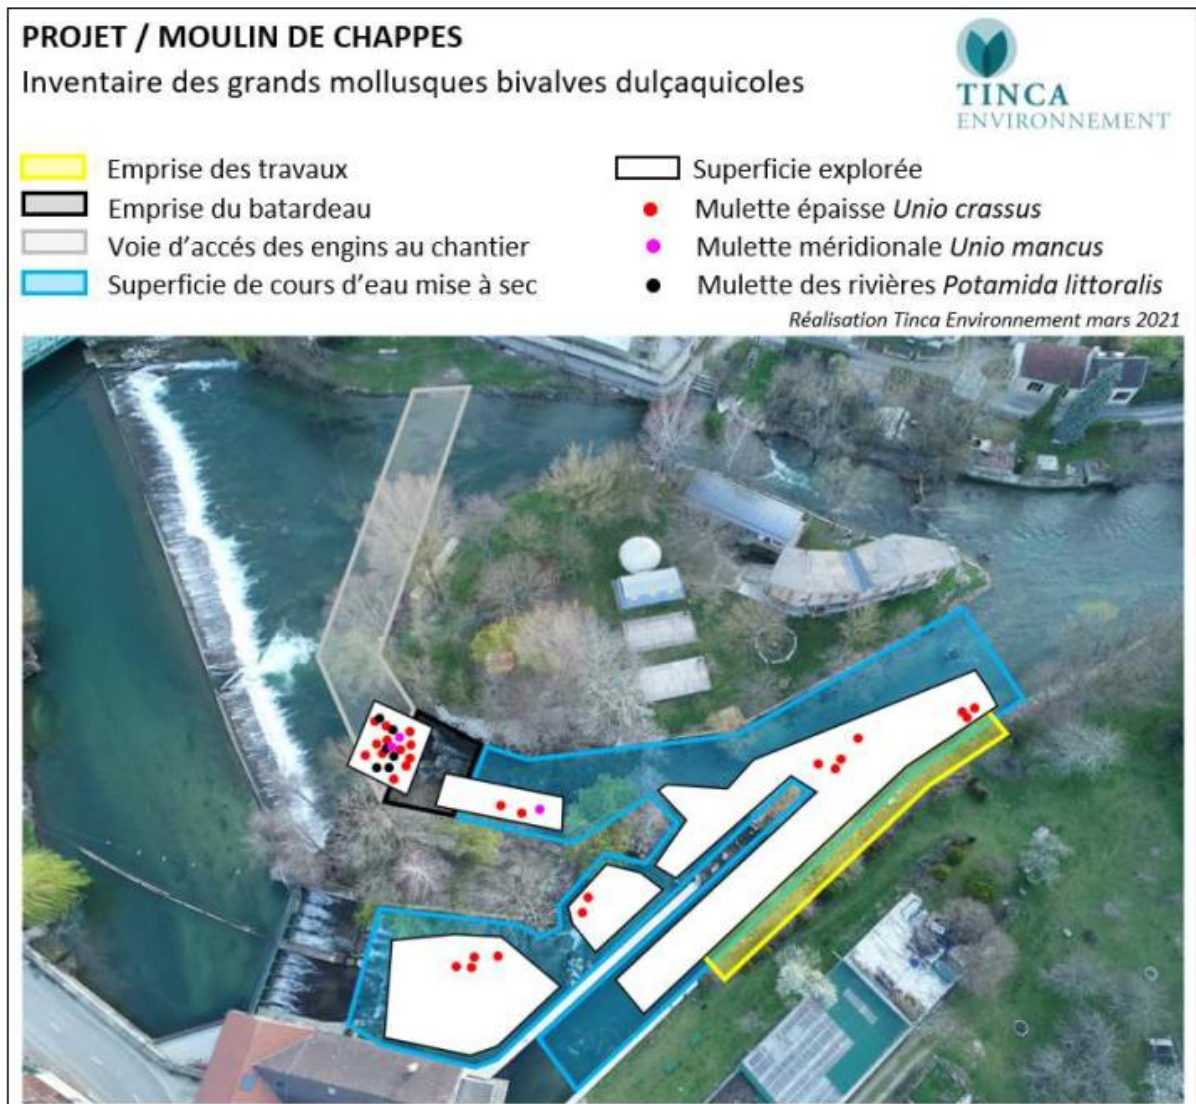 PROJET / MOULIN DE CHAPPES
Inventaire des grands mollusques bivalves dulçaquicoles
TINCA
ENVIRONNEMENT
Emprise des travaux
Emprise du batardeau
Voie d'accés des engins au chantier
Superficie de cours d'eau mise à sec
Superficie explorée
Mulette épaisse Unio crassus
Mulette méridionale Unio mancus
Mulette des rivières Potamida littoralis
Réalisation Tinca Environnement mars 2021